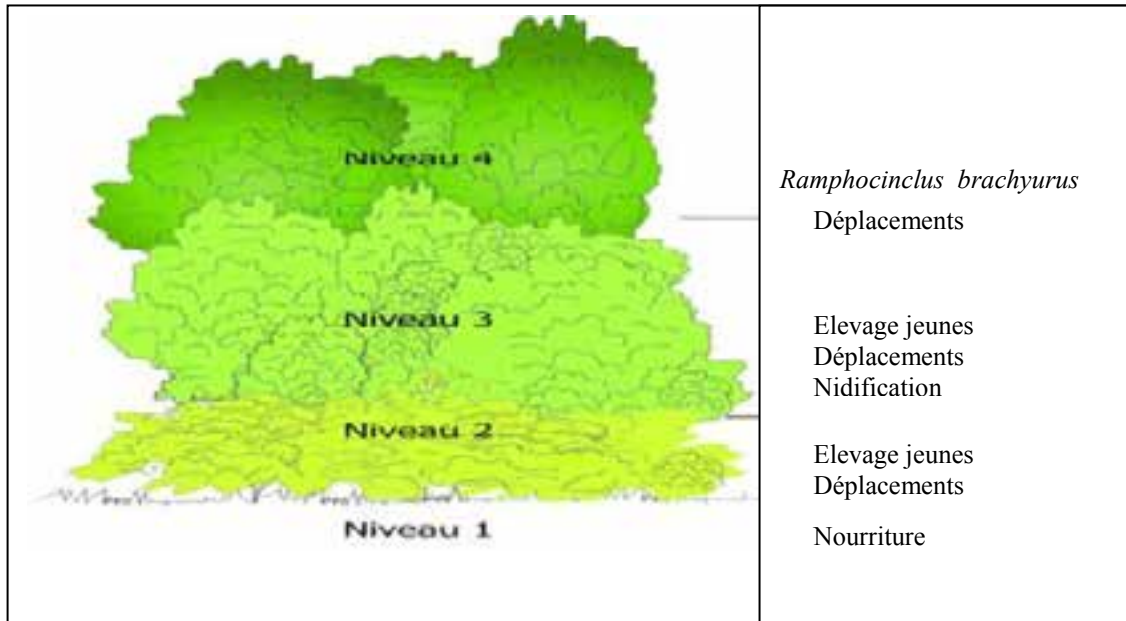 Niveau 4
Niveau 3
Niveau 2
Niveau 1
Ramphocinclus brachyurus
Déplacements
Elevage jeunes
Déplacements
Nidification
Elevage jeunes
Déplacements
Nourriture